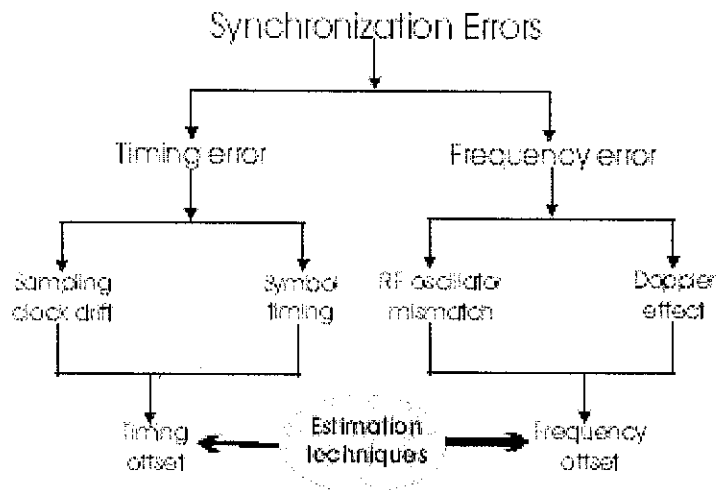 Synchronization Errors
Timing error
Frequency error
Sampling
clock drift
Symbol
timing
RF oscillator
mismatch
Doppler
effect
Timing
offset
Estimation
techniques
Frequency
offset